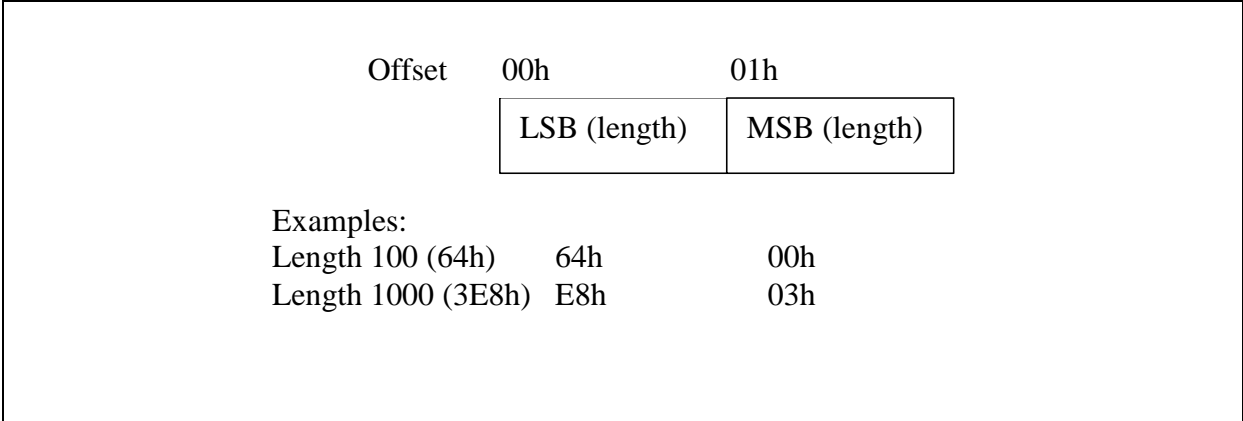 Offset 00h 01h
LSB (length) MSB (length)
Examples:
Length 100 (64h) 64h 00h
Length 1000 (3E8h) E8h 03h